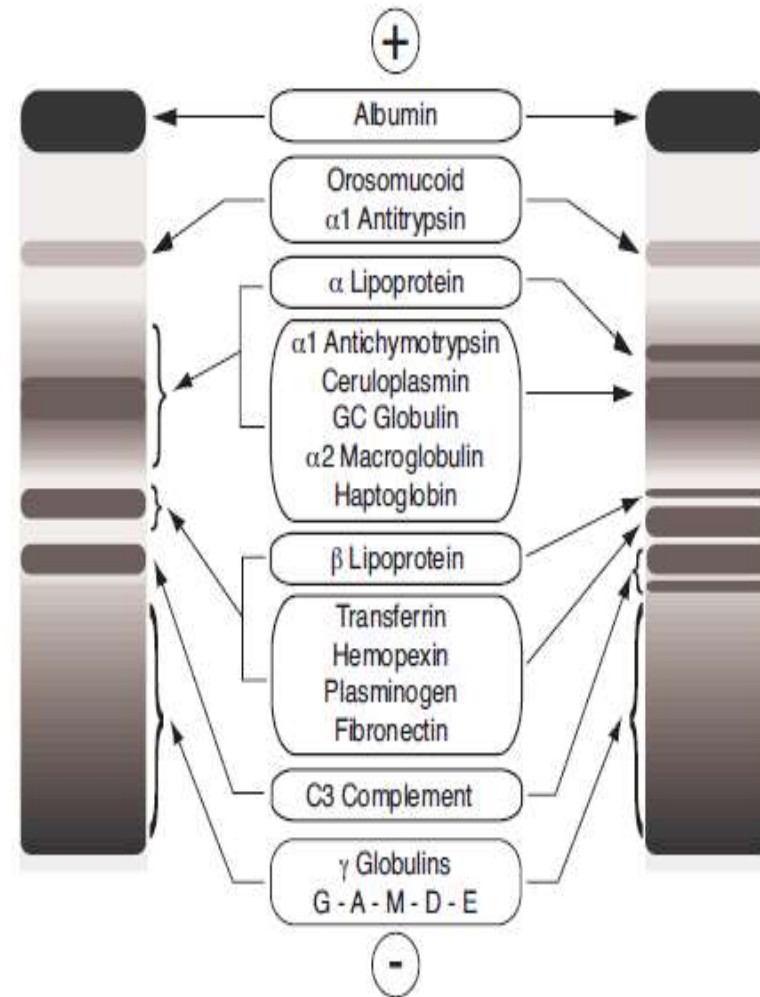 +
Albumin
Orosomucoid
α1 Antitrypsin
α Lipoprotein
α1 Antichymotrypsin
Ceruloplasmin
GC Globulin
α2 Macroglobulin
Haptoglobin
β Lipoprotein
Transferrin
Hemopexin
Plasminogen
Fibronectin
C3 Complement
γ Globulins
G - A - M - D - E
-